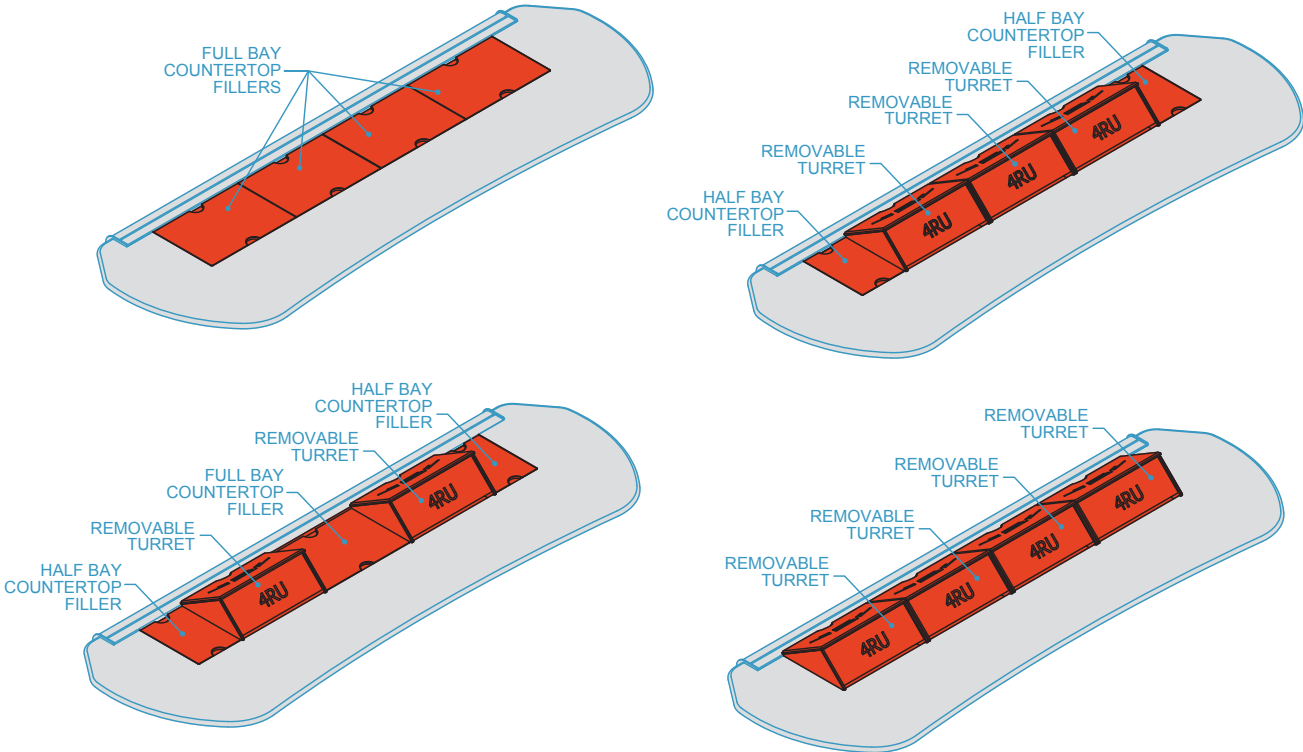 FULL BAY
COUNTERTOP
FILLERS
HALF BAY
COUNTERTOP
FILLER
REMOVABLE
TURRET
REMOVABLE
TURRET
REMOVABLE
TURRET
HALF BAY
COUNTERTOP
FILLER
4RU
4RU
4RU
HALF BAY
COUNTERTOP
FILLER
REMOVABLE
TURRET
FULL BAY
COUNTERTOP
FILLER
REMOVABLE
TURRET
HALF BAY
COUNTERTOP
FILLER
4RU
4RU
REMOVABLE
TURRET
REMOVABLE
TURRET
REMOVABLE
TURRET
REMOVABLE
TURRET
4RU
4RU
4RU
4RU